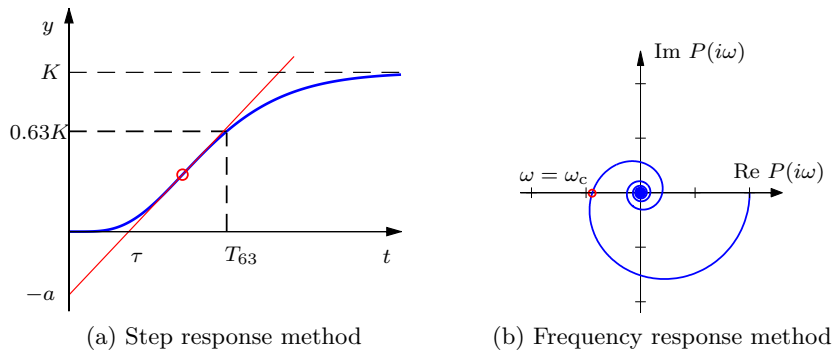 y
K
0.63K
−a
τ
T63
t
(a) Step response method
Im P(iω)
Re P(iω)
ω = ωc
(b) Frequency response method